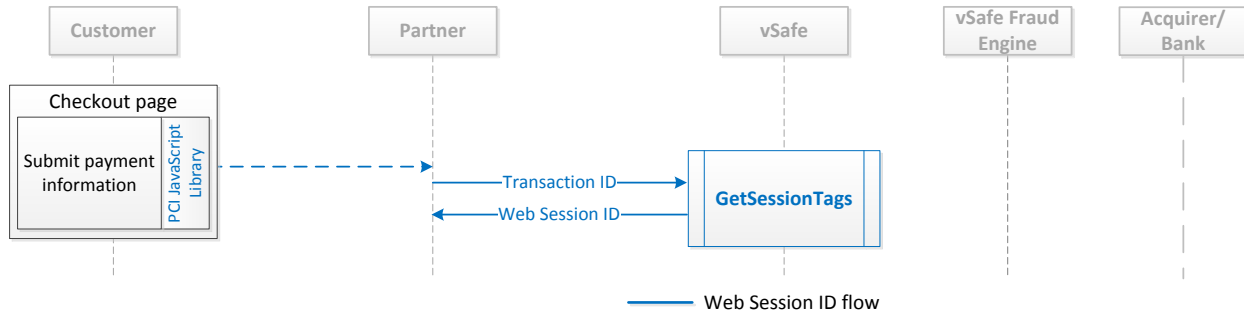 Customer
Partner
vSafe
vSafe Fraud
Engine
Acquirer/
Bank
Checkout page
Submit payment
information
PCI JavaScript
Library
Transaction ID
Web Session ID
GetSessionTags
Web Session ID flow